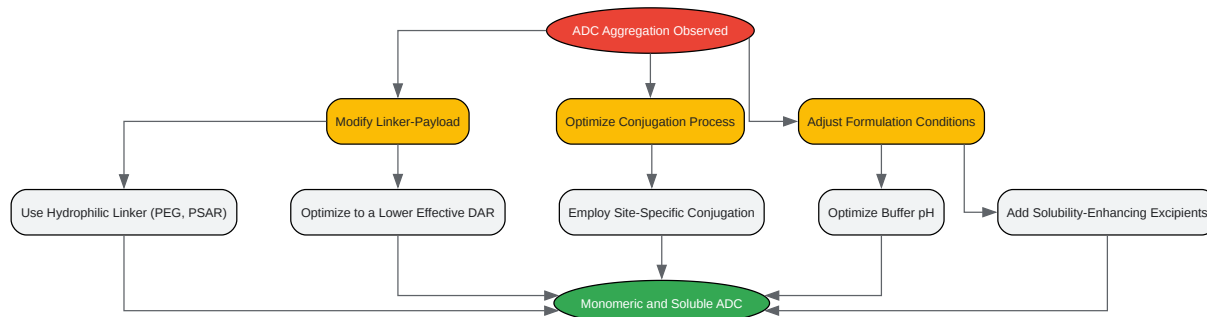 ADC Aggregation Observed
Modify Linker-Payload
Optimize Conjugation Process
Adjust Formulation Conditions
Use Hydrophilic Linker (PEG, PSAR)
Optimize to a Lower Effective DAR
Employ Site-Specific Conjugation
Optimize Buffer pH
Add Solubility-Enhancing Excipients
Monomeric and Soluble ADC